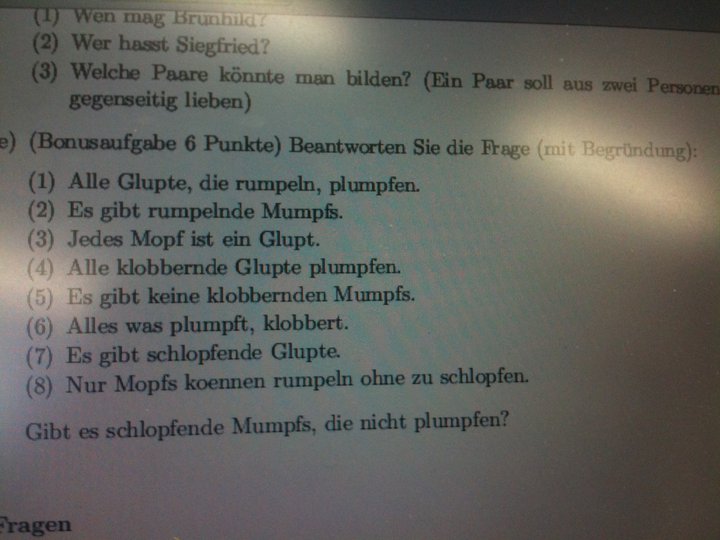 (1) Wen mag Brünhild?
(2) Wer hasst Siegfried?
(3) Welche Paare könnte man bilden? (Ein Paar soll aus zwei Personen
gegenseitig lieben)
e) (Bonusaufgabe 6 Punkte) Beantworten Sie die Frage (mit Begründung):
(1) Alle Glupte, die rumpeln, plumpfen.
(2) Es gibt rumpelnde Mumpfs.
(3) Jedes Mopf ist ein Glupt.
(4) Alle klobbernde Glupte plumpfen.
(5) Es gibt keine klobbernden Mumpfs.
(6) Alles was plumpft, klobbert.
(7) Es gibt schlopfende Glupte.
(8) Nur Mopfs koennen rumpeln ohne zu schlopfen.
Gibt es schlopfende Mumpfs, die nicht plumpfen?
Fragen